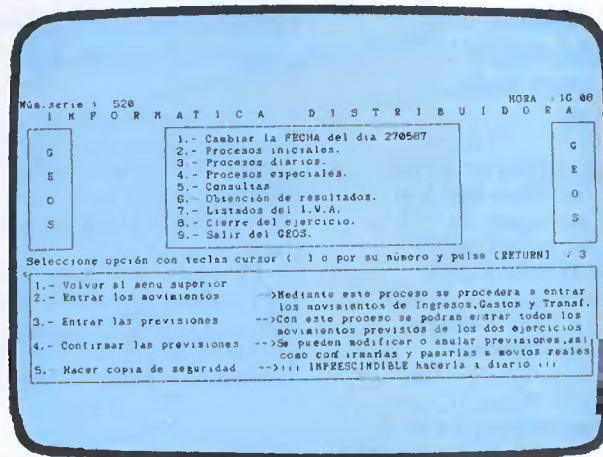 Núm.serie : 520 HORA : 16 08
I N F O R M A T I C A D I S T R I B U I D O R A
G E O S
1.- Cambiar la FECHA del dia 270587
2.- Procesos iniciales.
3.- Procesos diarios.
4.- Procesos especiales.
5.- Consultas
6.- Obtención de resultados.
7.- Listados del I.V.A.
8.- Cierre del ejercicio.
9.- Salir del GEOS.
G E O S
Seleccione opción con teclas cursor ( ) o por su número y pulse [RETURN] : 3
1.- Volver al menu superior
2.- Entrar los movimientos -->Mediante este proceso se procedera a entrar
los movimientos de Ingresos.Gastos y Transf.
3.- Entrar las previsiones -->Con este proceso se podran entrar todos los
movimientos previstos de los dos ejercicios
4.- Confirmar las previsiones -->Se pueden modificar o anular previsiones.asi
como confirmarlas y pasarlas a movtos reales
5.- Hacer copia de seguridad -->¡¡¡ IMPRESCINDIBLE hacerla a diario ¡¡¡